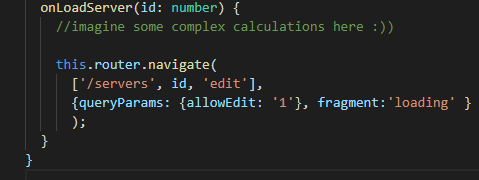 onLoadServer(id: number) {
//imagine some complex calculations here :))
this.router.navigate(
['/servers', id, 'edit'],
{queryParams: {allowEdit: '1'}, fragment:'loading' }
);
}
}